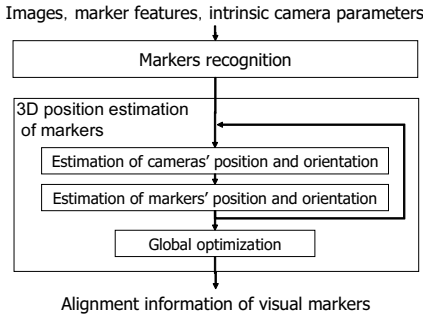 Images, marker features, intrinsic camera parameters
Markers recognition
3D position estimation
of markers
Estimation of cameras' position and orientation
Estimation of markers' position and orientation
Global optimization
Alignment information of visual markers